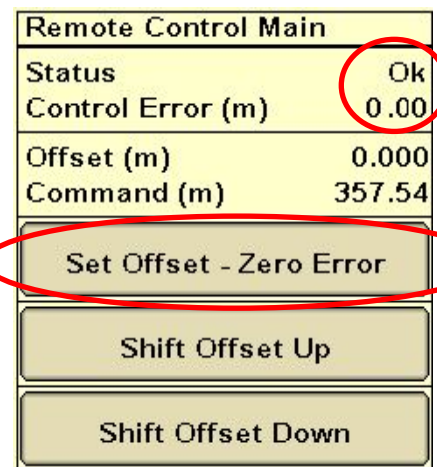 Remote Control Main
Status Ok
Control Error (m) 0.00
Offset (m) 0.000
Command (m) 357.54
Set Offset - Zero Error
Shift Offset Up
Shift Offset Down